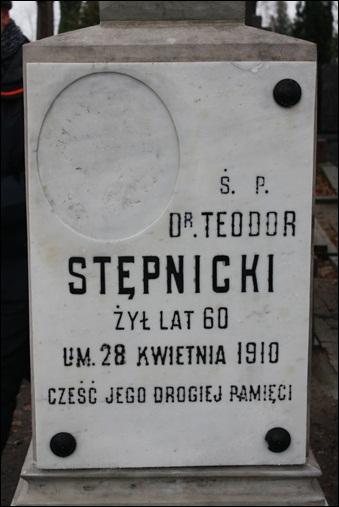 Ś. P.
DR. TEODOR
STĘPNICKI
ŻYŁ LAT 60
UM. 28 KWIETNIA 1910
CZEŚĆ JEGO DROGIEJ PAMIĘCI